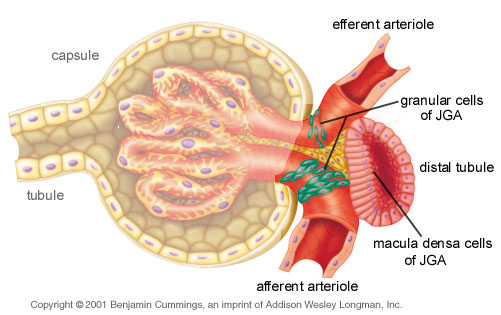 efferent arteriole
capsule
granular cells
of JGA
distal tubule
tubule
macula densa cells
of JGA
afferent arteriole
Copyright © 2001 Benjamin Cummings, an imprint of Addison Wesley Longman, Inc.